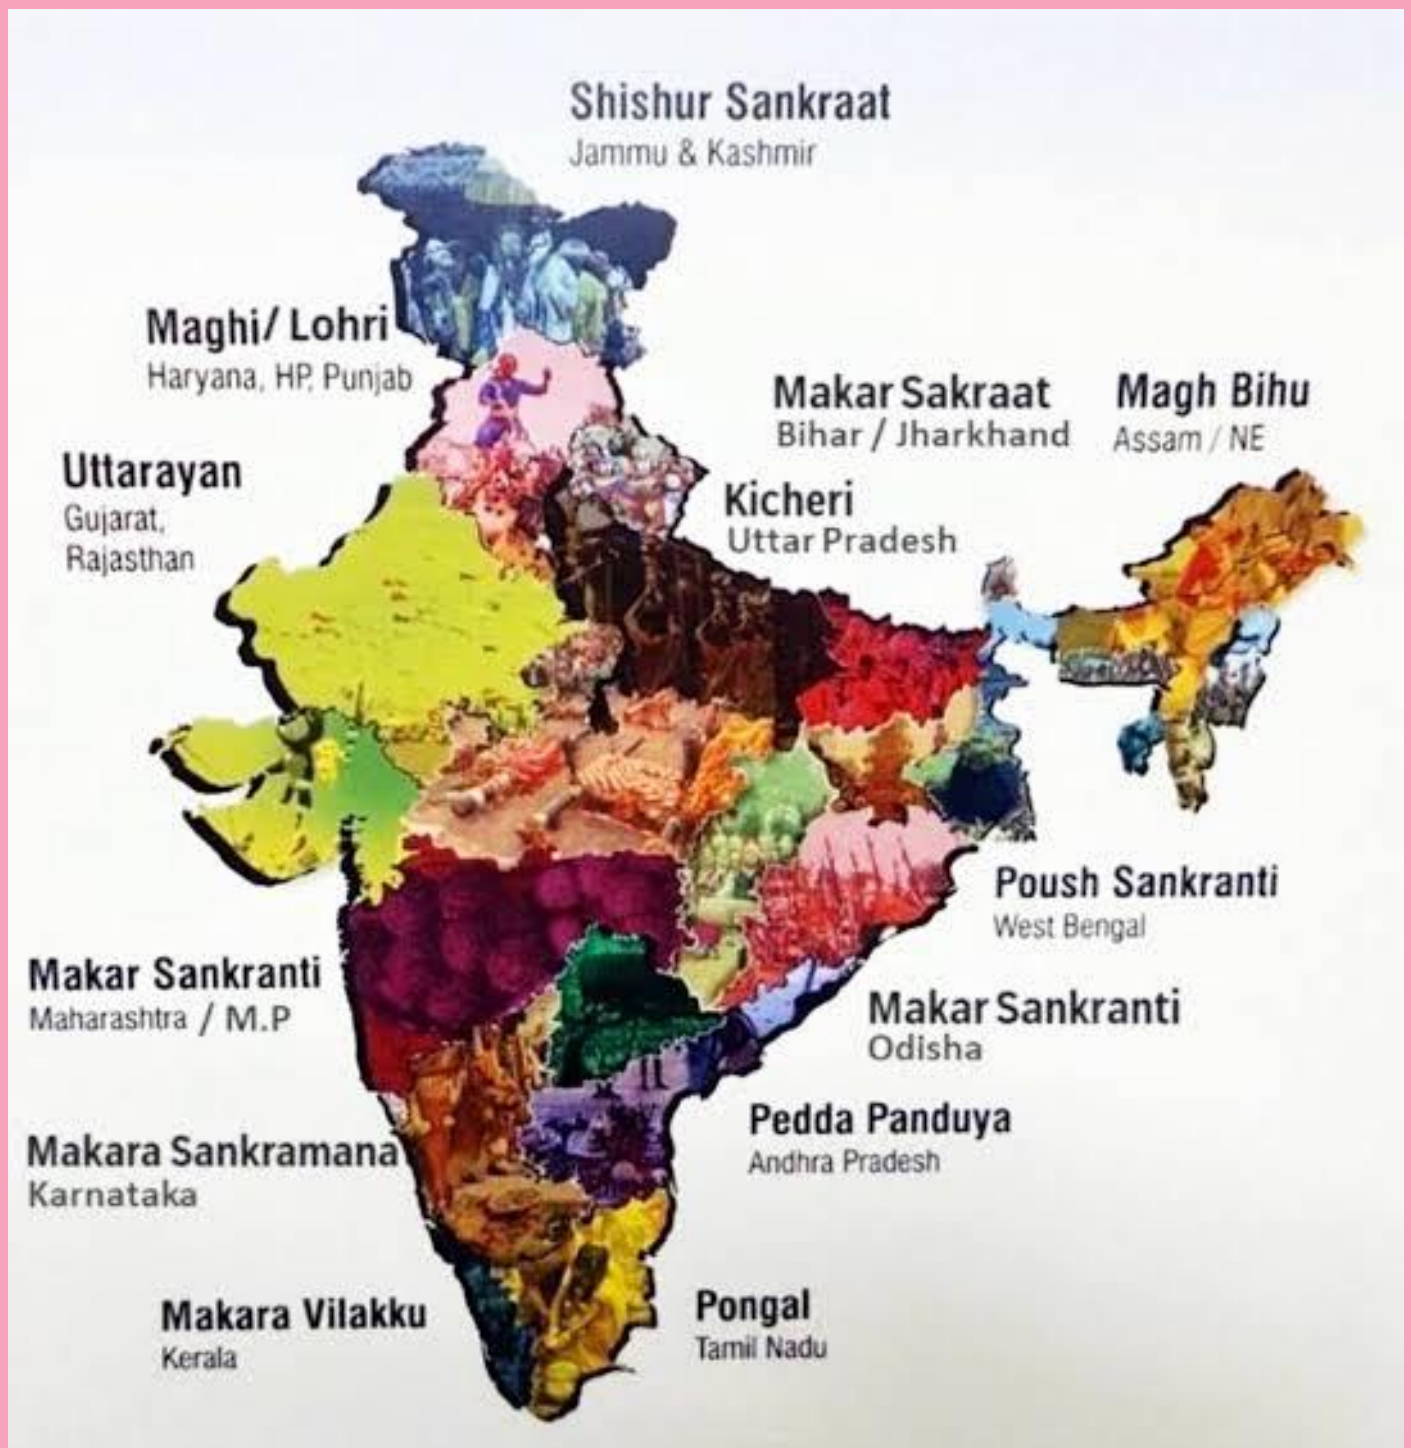 Shishur Sankraat
Jammu & Kashmir
Maghi/ Lohri
Haryana, HP, Punjab
Makar Sakraat
Bihar / Jharkhand
Magh Bihu
Assam / NE
Uttarayan
Gujarat,
Rajasthan
Kicheri
Uttar Pradesh
Poush Sankranti
West Bengal
Makar Sankranti
Maharashtra / M.P
Makar Sankranti
Odisha
Pedda Panduya
Andhra Pradesh
Makara Sankramana
Karnataka
Makara Vilakku
Kerala
Pongal
Tamil Nadu